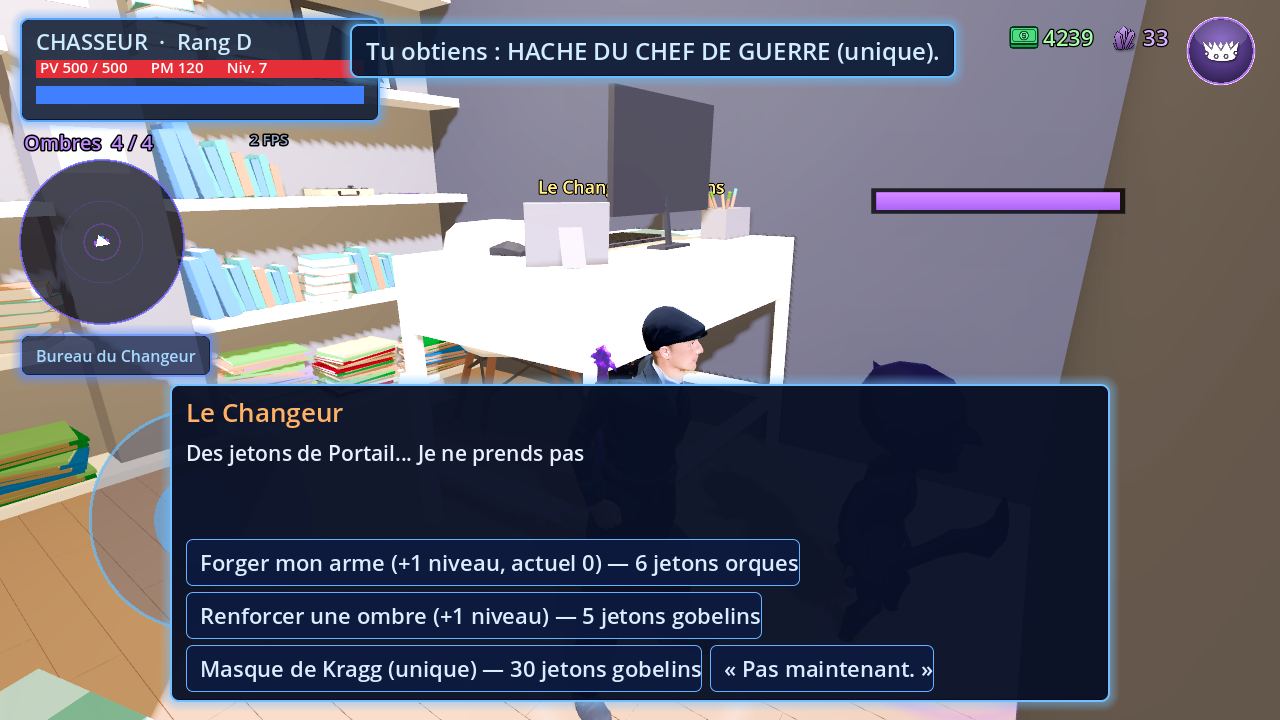 CHASSEUR · Rang D
PV 500 / 500 PM 120 Niv. 7
Tu obtiens : HACHE DU CHEF DE GUERRE (unique).
4239 33
Ombres 4 / 4
2 FPS
Le Chan
ns
Bureau du Changeur
Le Changeur
Des jetons de Portail... Je ne prends pas
Forger mon arme (+1 niveau, actuel 0) — 6 jetons orques
Renforcer une ombre (+1 niveau) — 5 jetons gobelins
Masque de Kragg (unique) — 30 jetons gobelins
« Pas maintenant. »